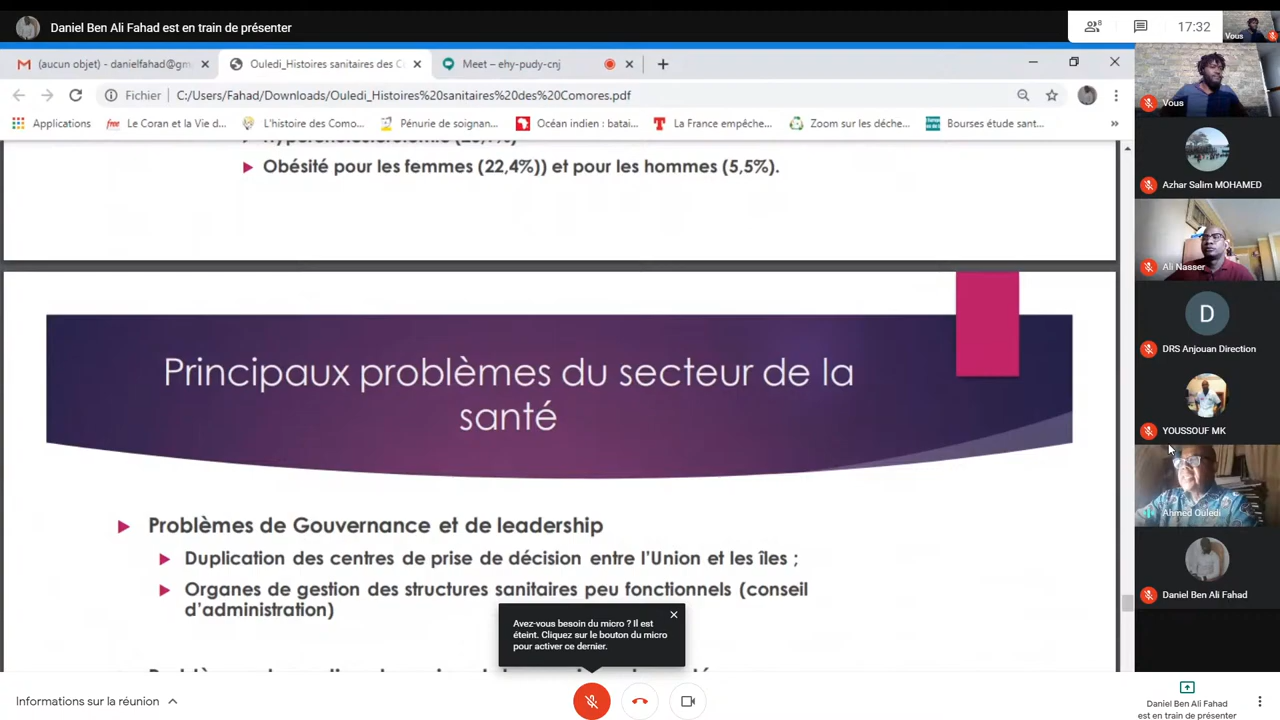 Daniel Ben Ali Fahad est en train de présenter
8
17:32
Vous
(aucun objet) - danielfahad@gm
Ouledi_Histoires sanitaires des C
Meet – ehy-pudy-cnj
Fichier
C:/Users/Fahad/Downloads/Ouledi_Histoires%20sanitaires%20des%20Comores.pdf
Applications
Le Coran et la Vie d...
L'histoire des Como...
Pénurie de soignan...
Océan indien : batai...
La France empêche...
Zoom sur les déche...
Bourses étude sant...
»
Obésité pour les femmes (22,4%)) et pour les hommes (5,5%).
Principaux problèmes du secteur de la
santé
Problèmes de Gouvernance et de leadership
Duplication des centres de prise de décision entre l'Union et les îles ;
Organes de gestion des structures sanitaires peu fonctionnels (conseil
d'administration)
Avez-vous besoin du micro ? Il est
éteint. Cliquez sur le bouton du micro
pour activer ce dernier.
Vous
Azhar Salim MOHAMED
Ali Nasser
D
DRS Anjouan Direction
YOUSSOUF MK
Ahmed Ouledi
Daniel Ben Ali Fahad
Informations sur la réunion
Daniel Ben Ali Fahad
est en train de présenter